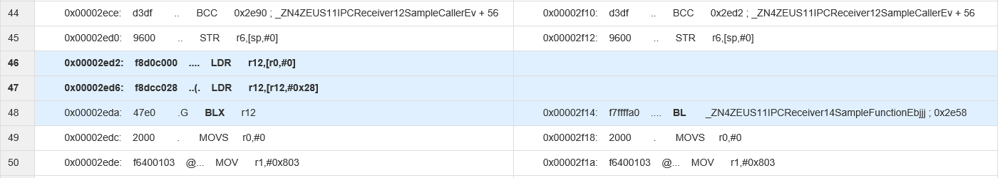 44 0x00002ece: d3df .. BCC 0x2e90 ; _ZN4ZEUS11IPCReceiver12SampleCallerEv + 56 0x00002f10: d3df .. BCC 0x2ed2 ; _ZN4ZEUS11IPCReceiver12SampleCallerEv + 56
45 0x00002ed0: 9600 .. STR r6,[sp,#0] 0x00002f12: 9600 .. STR r6,[sp,#0]
46 0x00002ed2: f8d0c000 .... LDR r12,[r0,#0]
47 0x00002ed6: f8dcc028 ..(. LDR r12,[r12,#0x28]
48 0x00002eda: 47e0 .G BLX r12 0x00002f14: f7ffffa0 .... BL _ZN4ZEUS11IPCReceiver14SampleFunctionEbjjj ; 0x2e58
49 0x00002edc: 2000 . MOVS r0,#0 0x00002f18: 2000 . MOVS r0,#0
50 0x00002ede: f6400103 @... MOV r1,#0x803 0x00002f1a: f6400103 @... MOV r1,#0x803